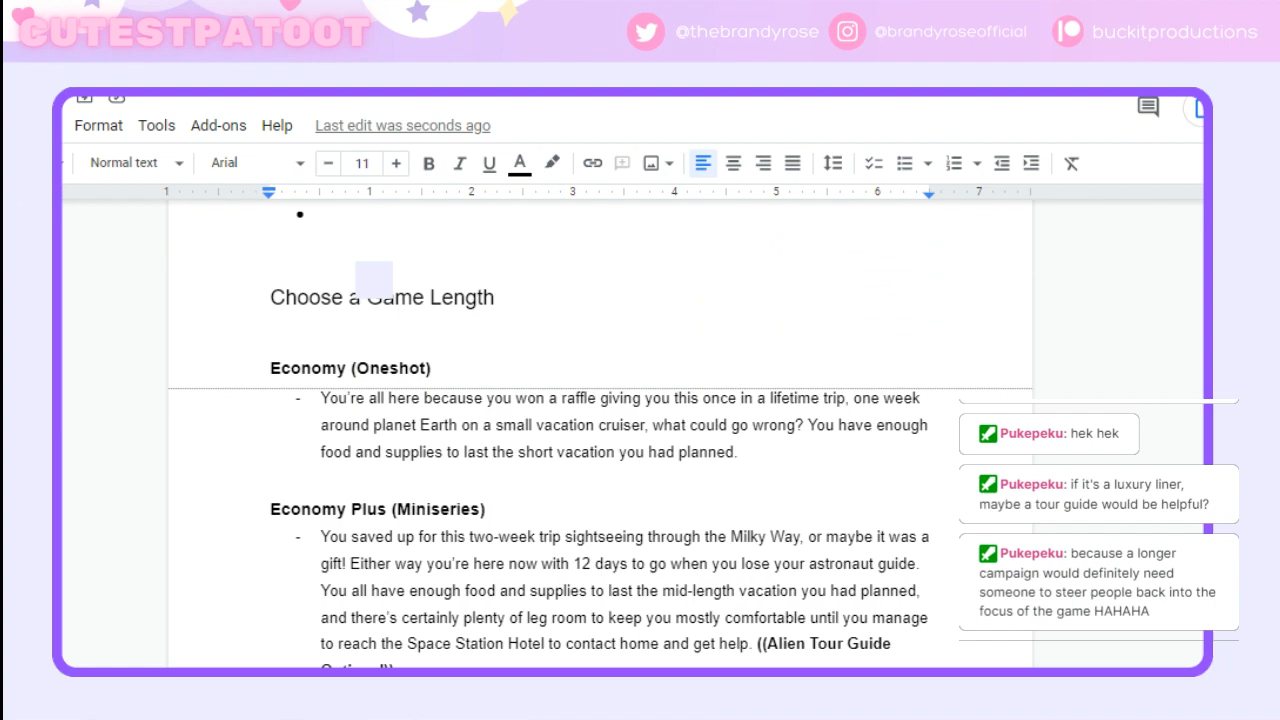 CUTESTPATOOT
@thebrandyrose @brandyroseofficial buckitproductions
Format Tools Add-ons Help Last edit was seconds ago
Normal text Arial 11 B I U A
1 1 2 3 4 5 6 7
Choose a Game Length
Economy (Oneshot)
- You're all here because you won a raffle giving you this once in a lifetime trip, one week
around planet Earth on a small vacation cruiser, what could go wrong? You have enough
food and supplies to last the short vacation you had planned.
Economy Plus (Miniseries)
- You saved up for this two-week trip sightseeing through the Milky Way, or maybe it was a
gift! Either way you're here now with 12 days to go when you lose your astronaut guide.
You all have enough food and supplies to last the mid-length vacation you had planned,
and there's certainly plenty of leg room to keep you mostly comfortable until you manage
to reach the Space Station Hotel to contact home and get help. ((Alien Tour Guide
Pukepeku: hek hek
Pukepeku: if it's a luxury liner,
maybe a tour guide would be helpful?
Pukepeku: because a longer
campaign would definitely need
someone to steer people back into the
focus of the game HAHAHA